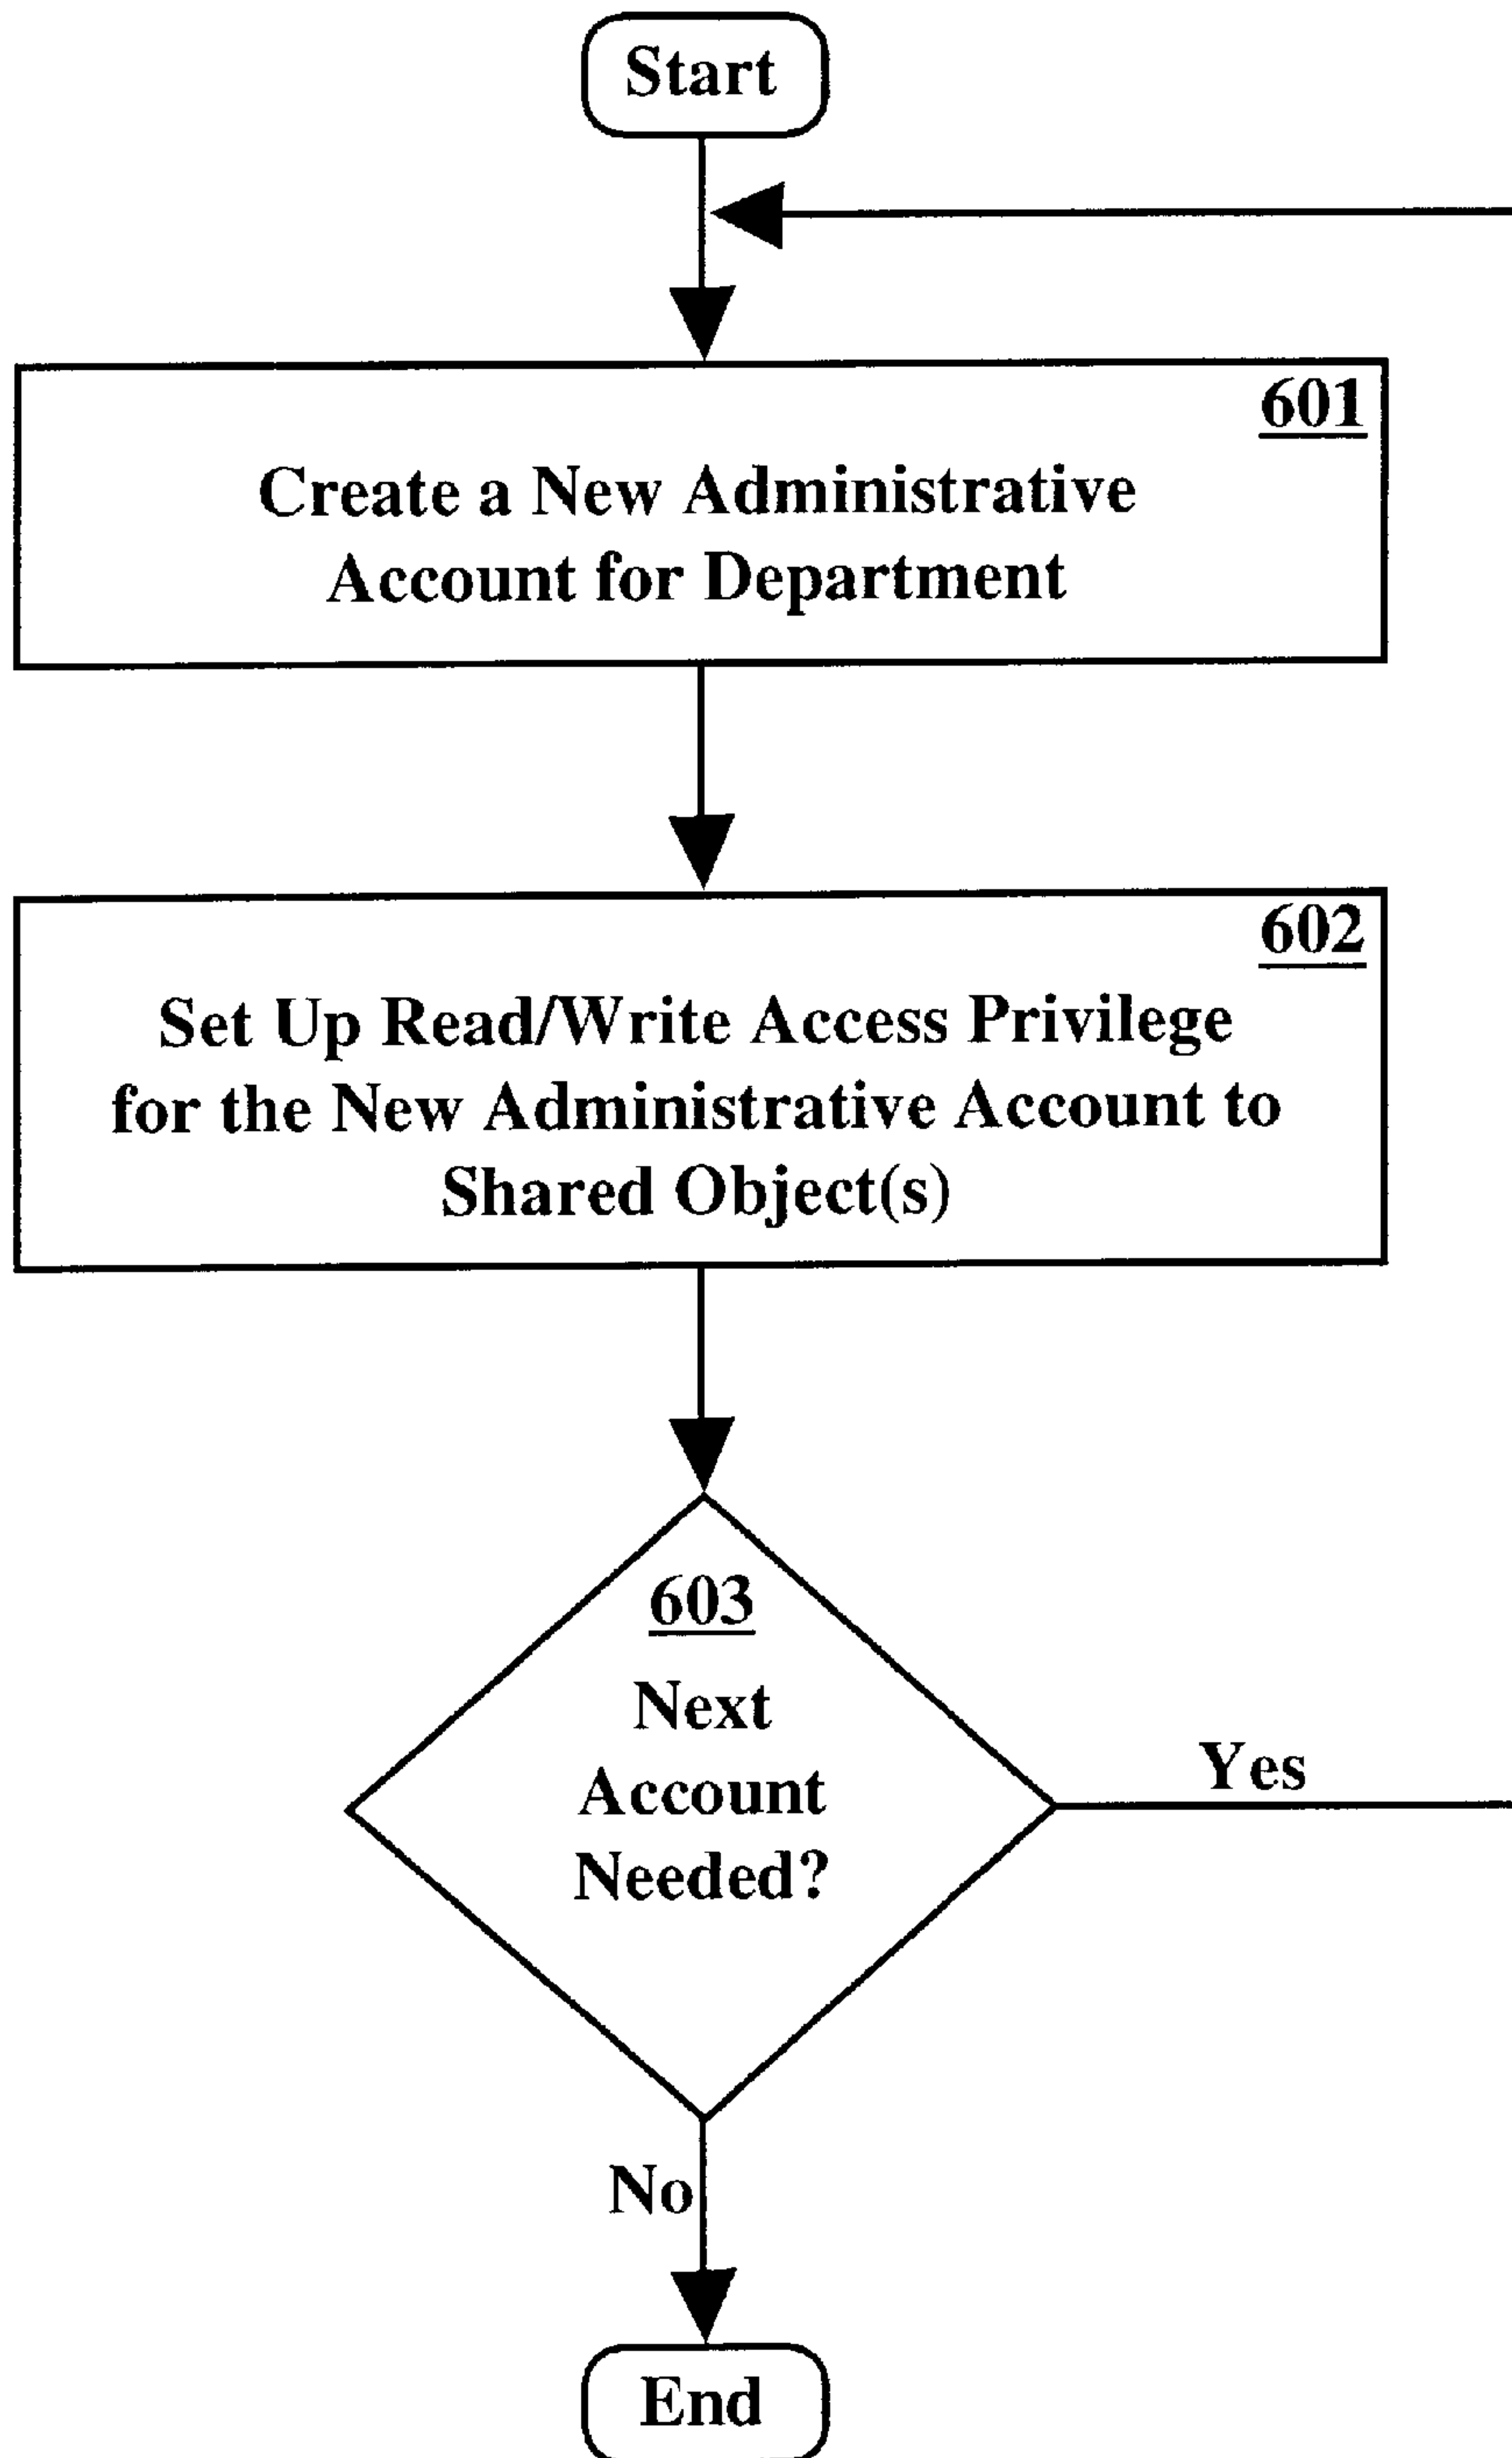 Start
601
Create a New Administrative
Account for Department
602
Set Up Read/Write Access Privilege
for the New Administrative Account to
Shared Object(s)
603
Next
Account
Needed?
Yes
No
End